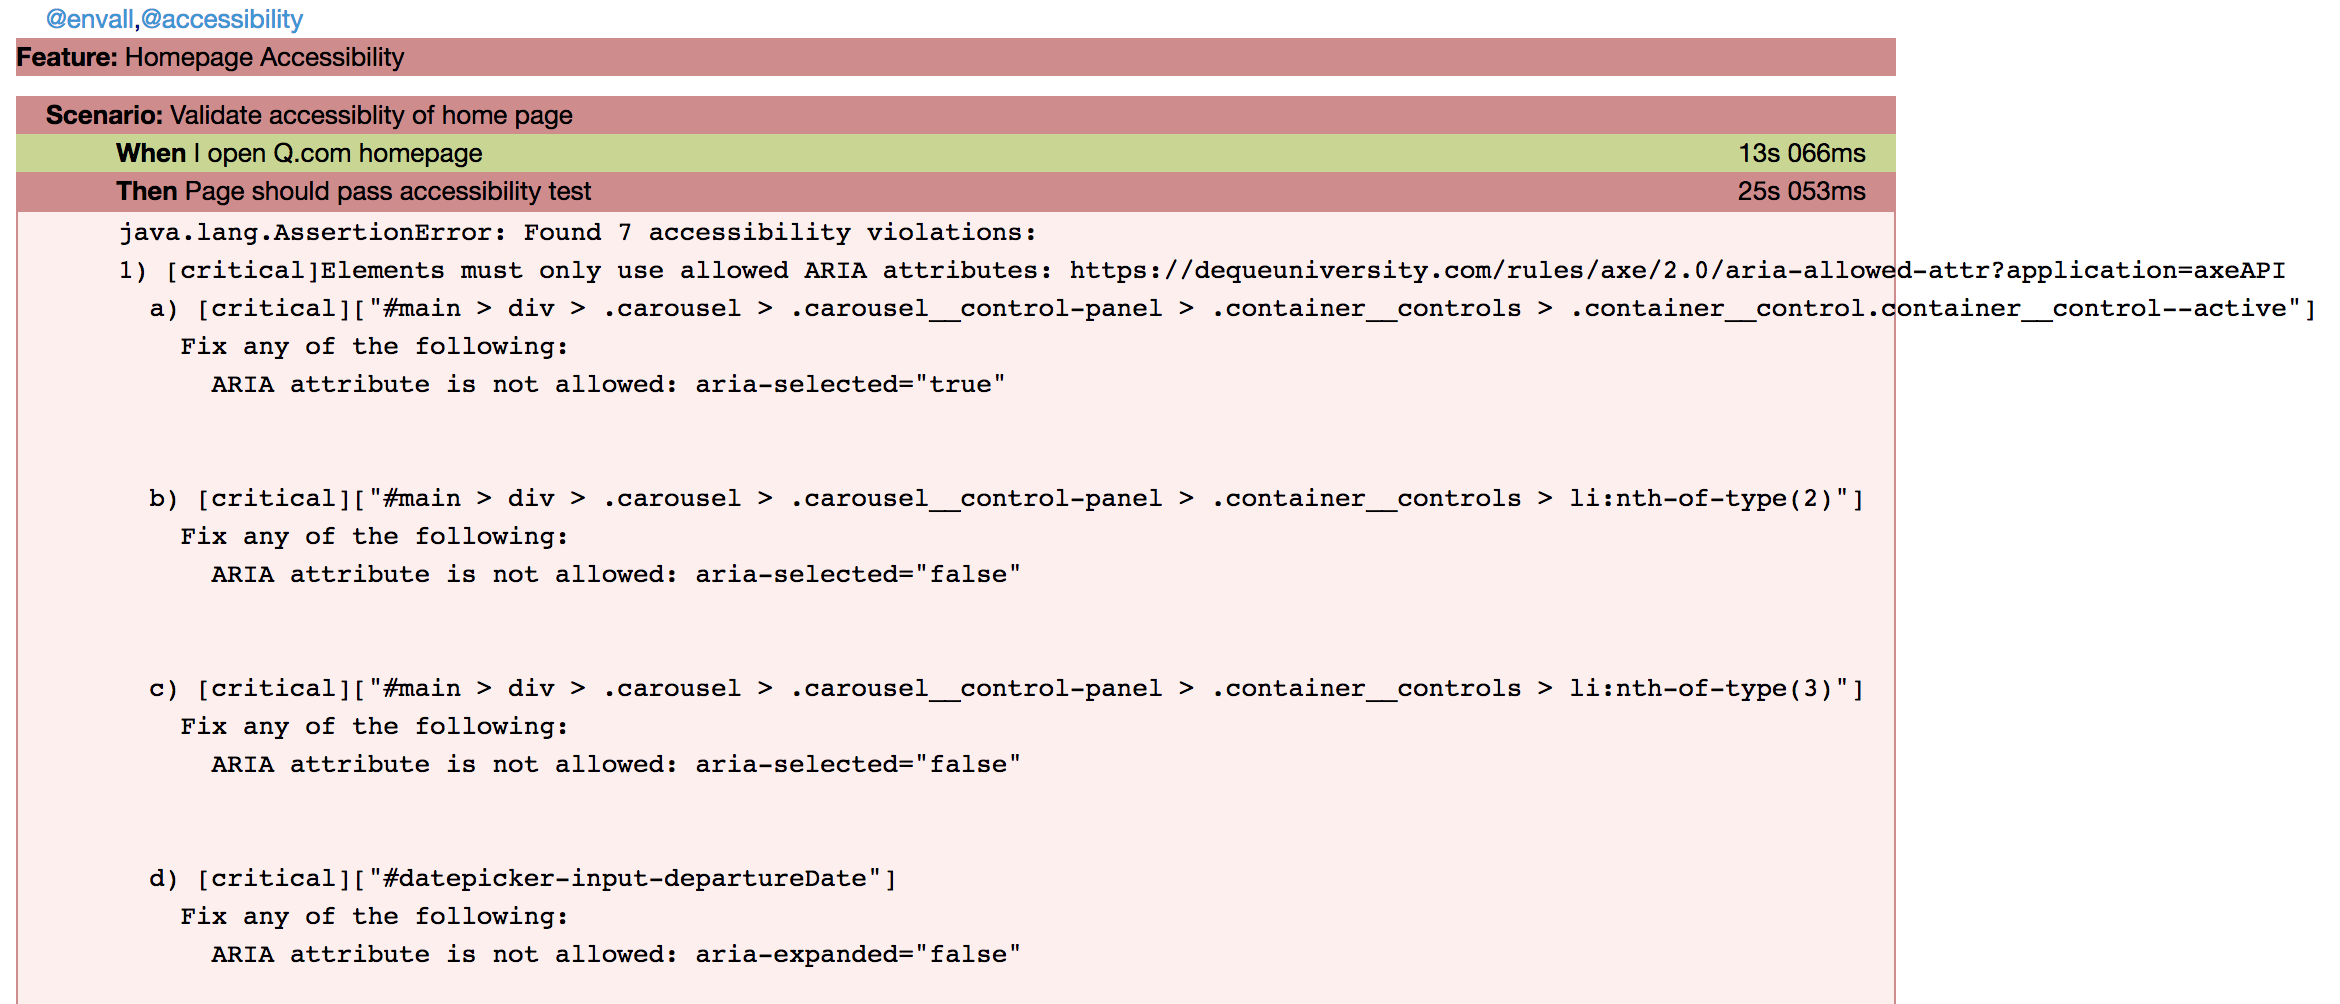 @envall,@accessibility
Feature: Homepage Accessibility
Scenario: Validate accessiblity of home page
When I open Q.com homepage 13s 066ms
Then Page should pass accessibility test 25s 053ms
java.lang.AssertionError: Found 7 accessibility violations:
1) [critical]Elements must only use allowed ARIA attributes: https://dequeuniversity.com/rules/axe/2.0/aria-allowed-attr?application=axeAPI
a) [critical]["#main > div > .carousel > .carousel__control-panel > .container__controls > .container__control.container__control--active"]
Fix any of the following:
ARIA attribute is not allowed: aria-selected="true"
b) [critical]["#main > div > .carousel > .carousel__control-panel > .container__controls > li:nth-of-type(2)"]
Fix any of the following:
ARIA attribute is not allowed: aria-selected="false"
c) [critical]["#main > div > .carousel > .carousel__control-panel > .container__controls > li:nth-of-type(3)"]
Fix any of the following:
ARIA attribute is not allowed: aria-selected="false"
d) [critical]["#datepicker-input-departureDate"]
Fix any of the following:
ARIA attribute is not allowed: aria-expanded="false"